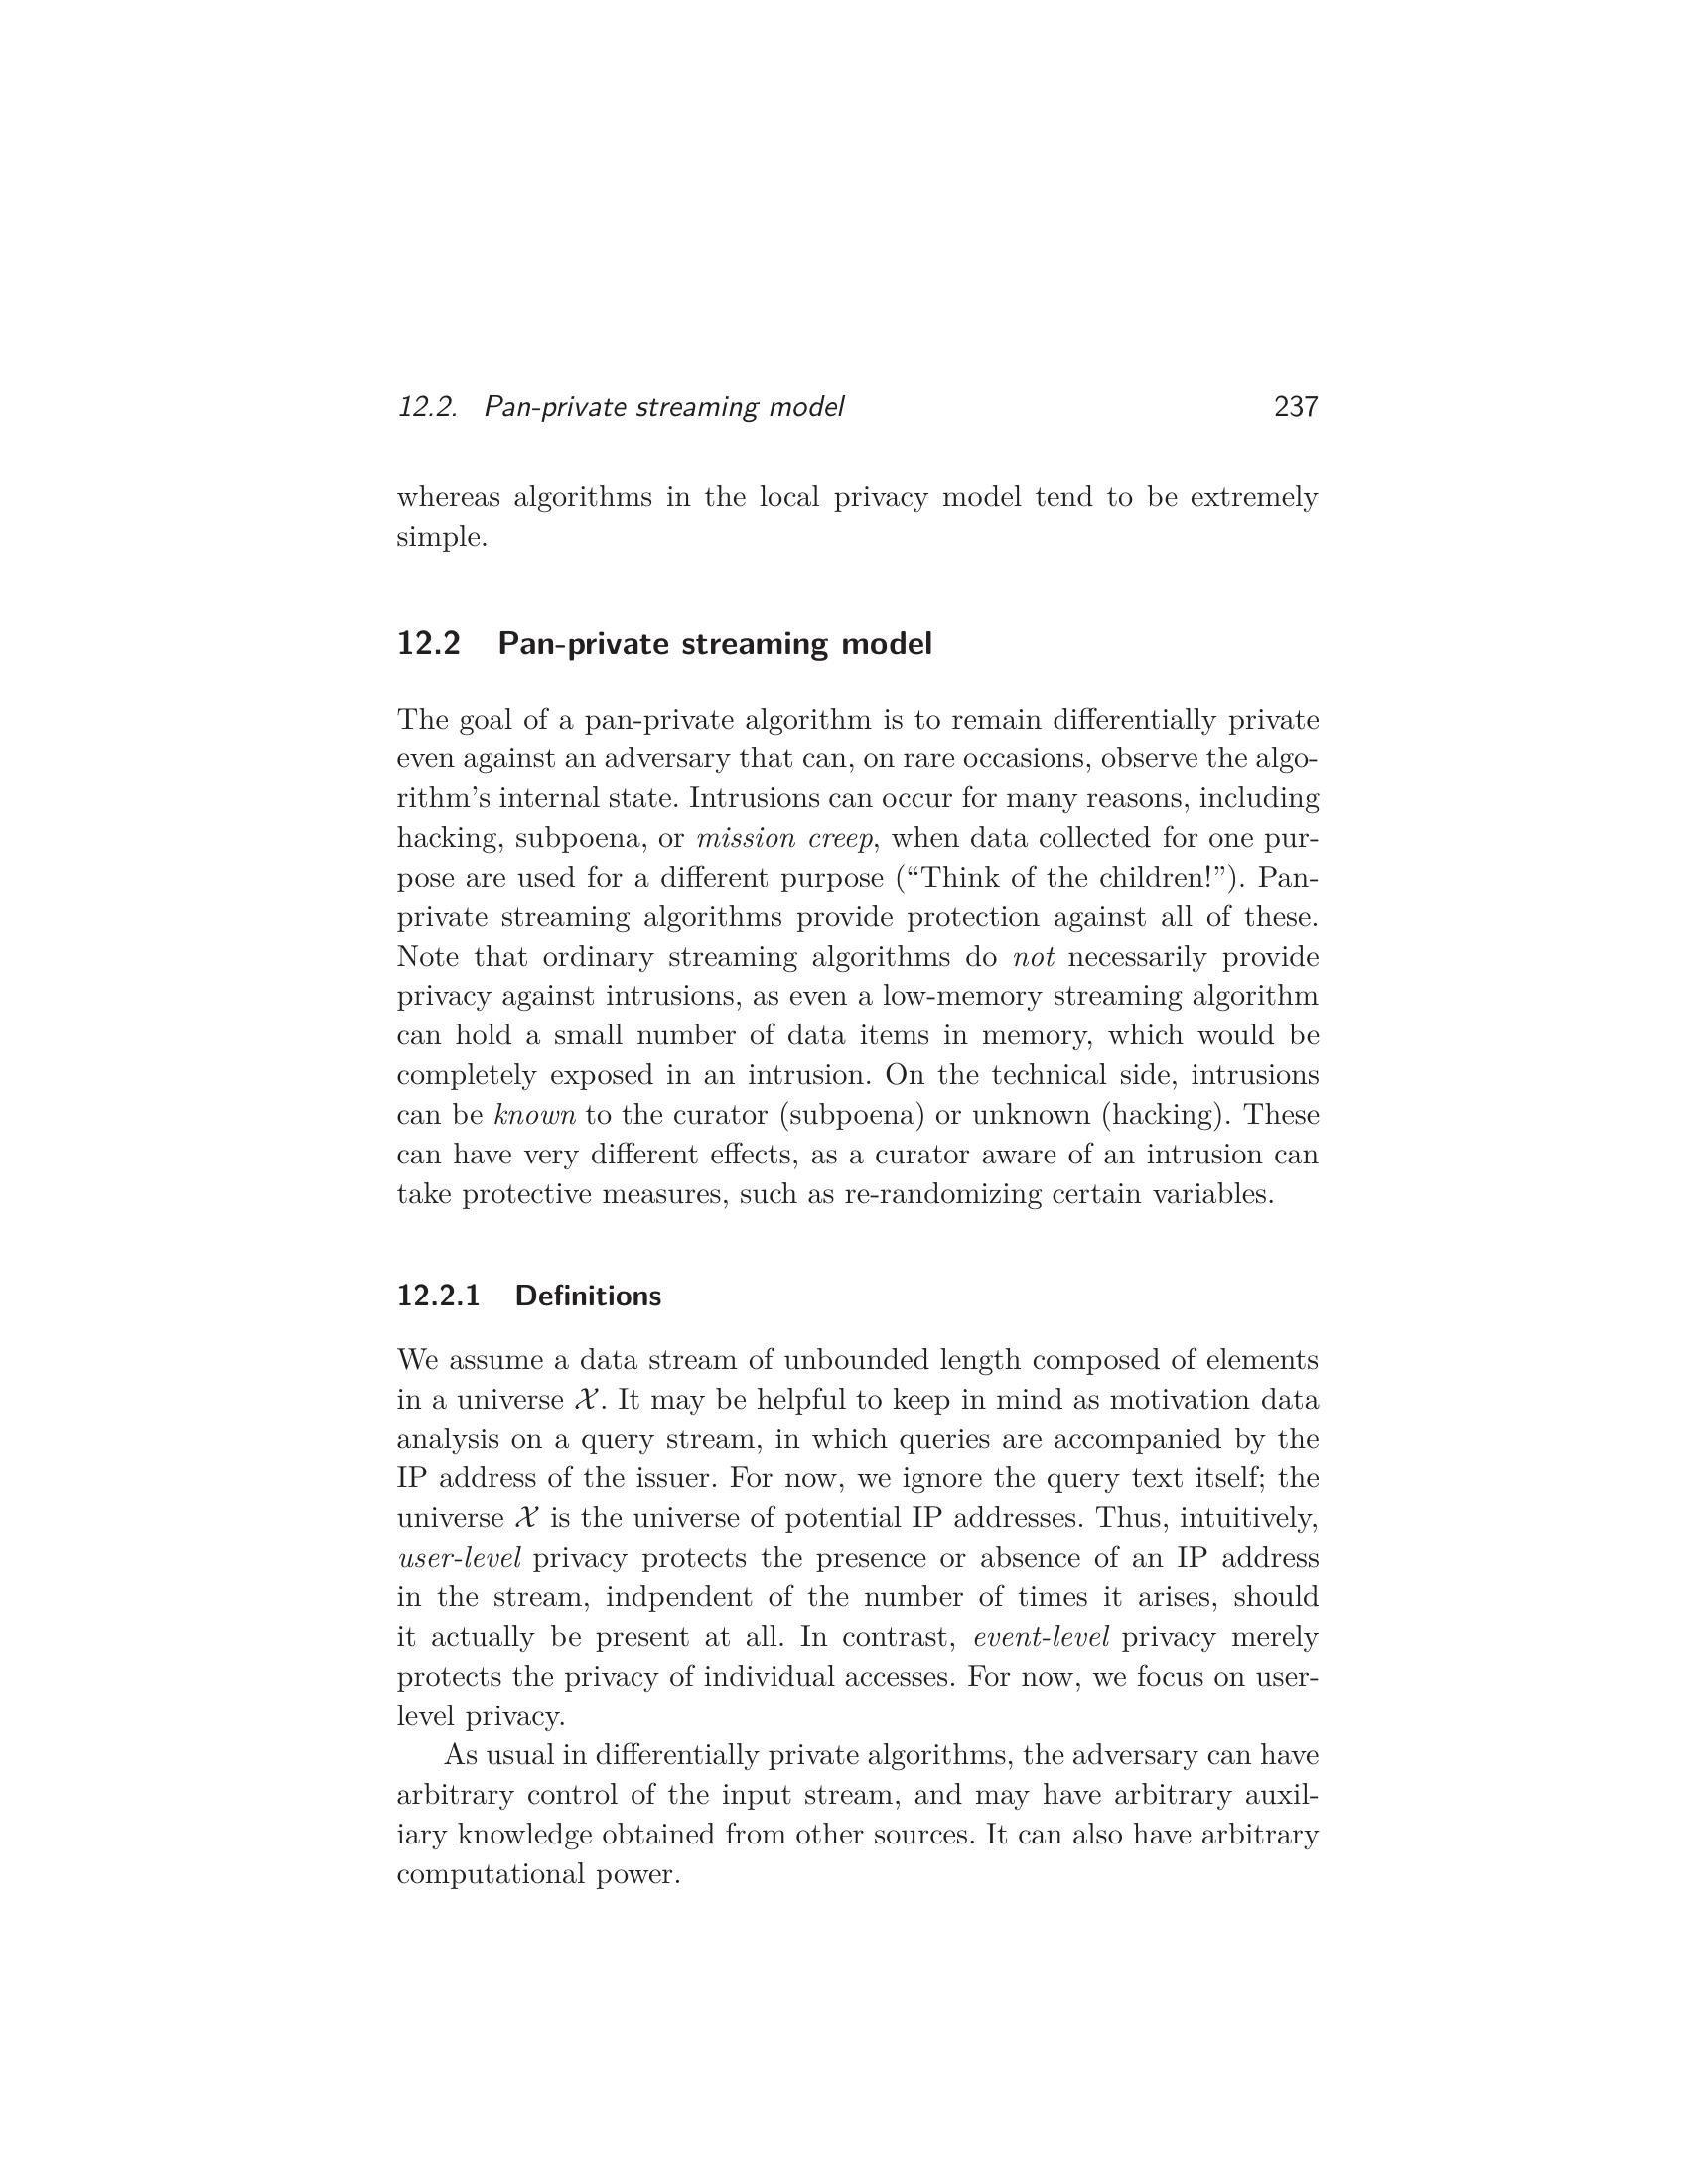 12.2. Pan-private streaming model 237
whereas algorithms in the local privacy model tend to be extremely
simple.
12.2 Pan-private streaming model
The goal of a pan-private algorithm is to remain differentially private
even against an adversary that can, on rare occasions, observe the algo-
rithm's internal state. Intrusions can occur for many reasons, including
hacking, subpoena, or mission creep, when data collected for one pur-
pose are used for a different purpose (“Think of the children!”). Pan-
private streaming algorithms provide protection against all of these.
Note that ordinary streaming algorithms do not necessarily provide
privacy against intrusions, as even a low-memory streaming algorithm
can hold a small number of data items in memory, which would be
completely exposed in an intrusion. On the technical side, intrusions
can be known to the curator (subpoena) or unknown (hacking). These
can have very different effects, as a curator aware of an intrusion can
take protective measures, such as re-randomizing certain variables.
12.2.1 Definitions
We assume a data stream of unbounded length composed of elements
in a universe 𝒳. It may be helpful to keep in mind as motivation data
analysis on a query stream, in which queries are accompanied by the
IP address of the issuer. For now, we ignore the query text itself; the
universe 𝒳 is the universe of potential IP addresses. Thus, intuitively,
user-level privacy protects the presence or absence of an IP address
in the stream, indpendent of the number of times it arises, should
it actually be present at all. In contrast, event-level privacy merely
protects the privacy of individual accesses. For now, we focus on user-
level privacy.
As usual in differentially private algorithms, the adversary can have
arbitrary control of the input stream, and may have arbitrary auxil-
iary knowledge obtained from other sources. It can also have arbitrary
computational power.